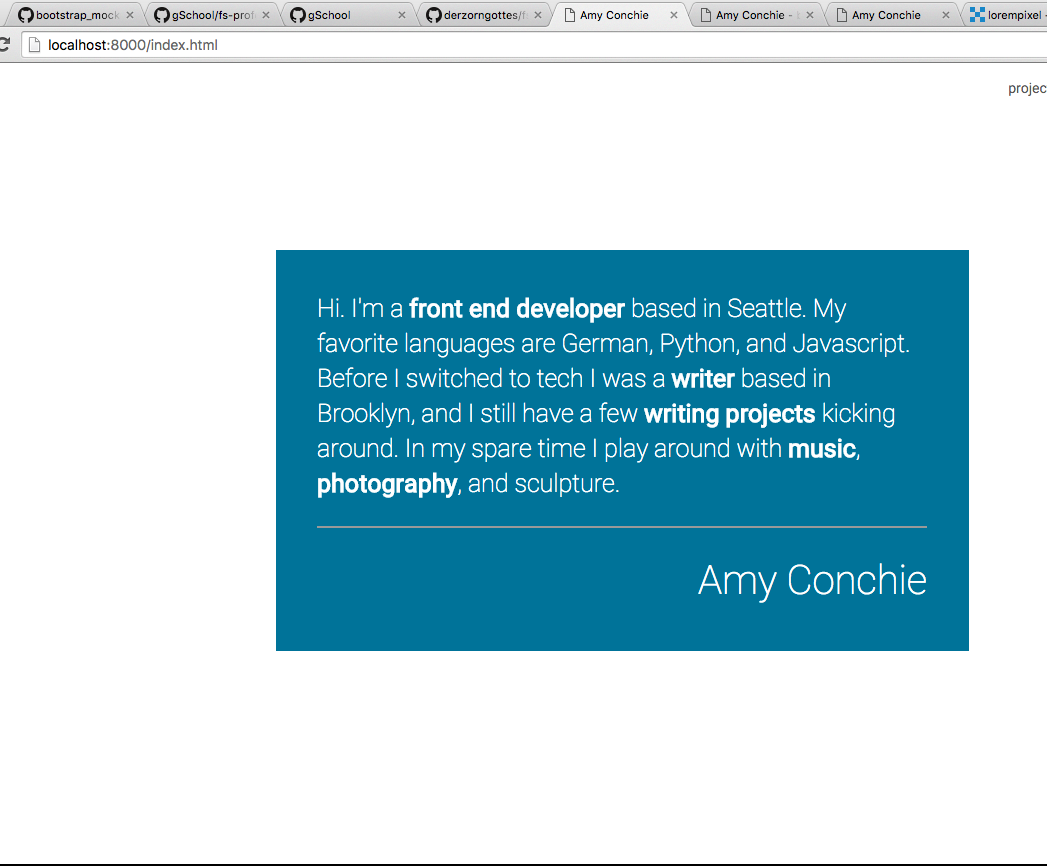 bootstrap_mock
gSchool/fs-prof
gSchool
derzorngottes/f
Amy Conchie
Amy Conchie -
Amy Conchie
lorempixel -
localhost:8000/index.html
projec
Hi. I'm a front end developer based in Seattle. My
favorite languages are German, Python, and Javascript.
Before I switched to tech I was a writer based in
Brooklyn, and I still have a few writing projects kicking
around. In my spare time I play around with music,
photography, and sculpture.
Amy Conchie